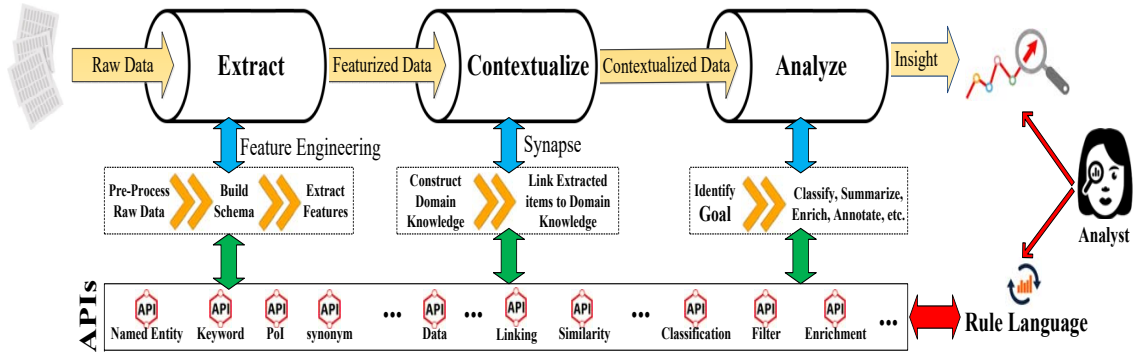 Raw Data
Extract
Featurized Data
Contextualize
Contextualized Data
Analyze
Insight
Feature Engineering
Synapse
Pre-Process
Raw Data
Build
Schema
Extract
Features
Construct
Domain
Knowledge
Link Extracted
items to Domain
Knowledge
Identify
Goal
Classify, Summarize,
Enrich, Annotate, etc.
Analyst
APIs
API
Named Entity
API
Keyword
API
PoI
API
synonym
...
API
Data
...
API
Linking
API
Similarity
...
API
Classification
API
Filter
API
Enrichment
...
Rule Language